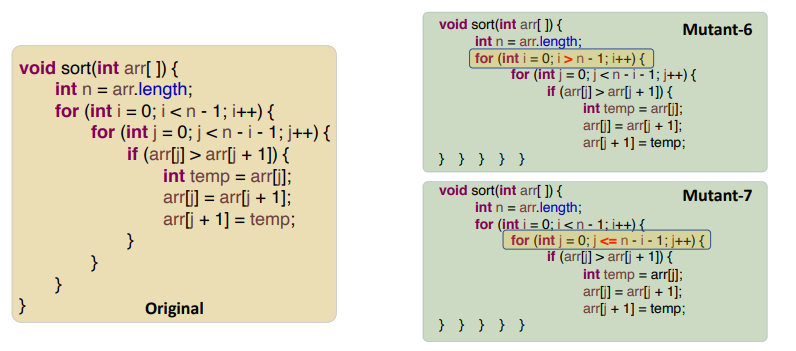 void sort(int arr[ ]) {
int n = arr.length;
for (int i = 0; i < n - 1; i++) {
for (int j = 0; j < n - i - 1; j++) {
if (arr[j] > arr[j + 1]) {
int temp = arr[j];
arr[j] = arr[j + 1];
arr[j + 1] = temp;
}
}
}
}
Original
void sort(int arr[ ]) {
Mutant-6
int n = arr.length;
for (int i = 0; i > n - 1; i++) {
for (int j = 0; j < n - i - 1; j++) {
if (arr[j] > arr[j + 1]) {
int temp = arr[j];
arr[j] = arr[j + 1];
arr[j + 1] = temp;
} } } } }
void sort(int arr[ ]) {
Mutant-7
int n = arr.length;
for (int i = 0; i < n - 1; i++) {
for (int j = 0; j <= n - i - 1; j++) {
if (arr[j] > arr[j + 1]) {
int temp = arr[j];
arr[j] = arr[j + 1];
arr[j + 1] = temp;
} } } } }